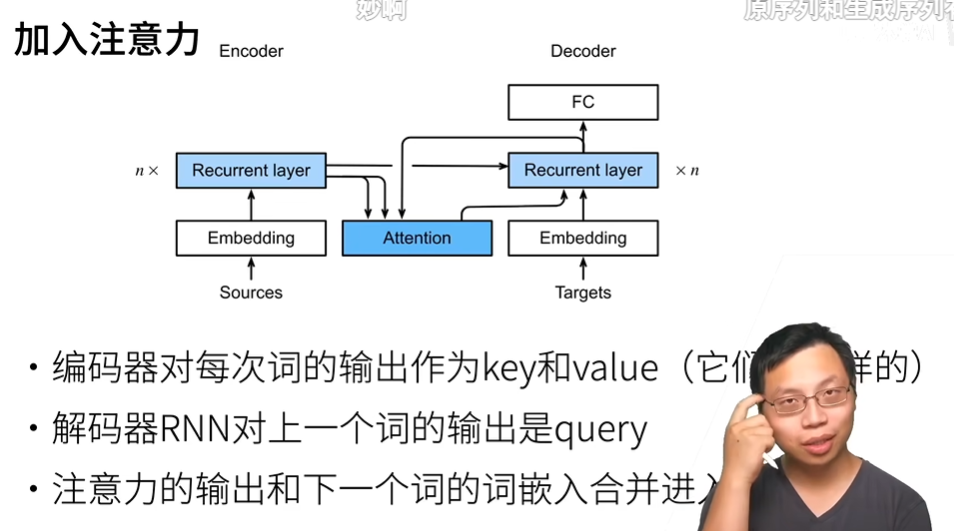 妙啊
原序列和生成序列
加入注意力
Encoder
Decoder
FC
n ×
Recurrent layer
Recurrent layer
× n
Embedding
Attention
Embedding
Sources
Targets
• 编码器对每次词的输出作为key和value（它们 样的）
• 解码器RNN对上一个词的输出是query
• 注意力的输出和下一个词的词嵌入合并进入